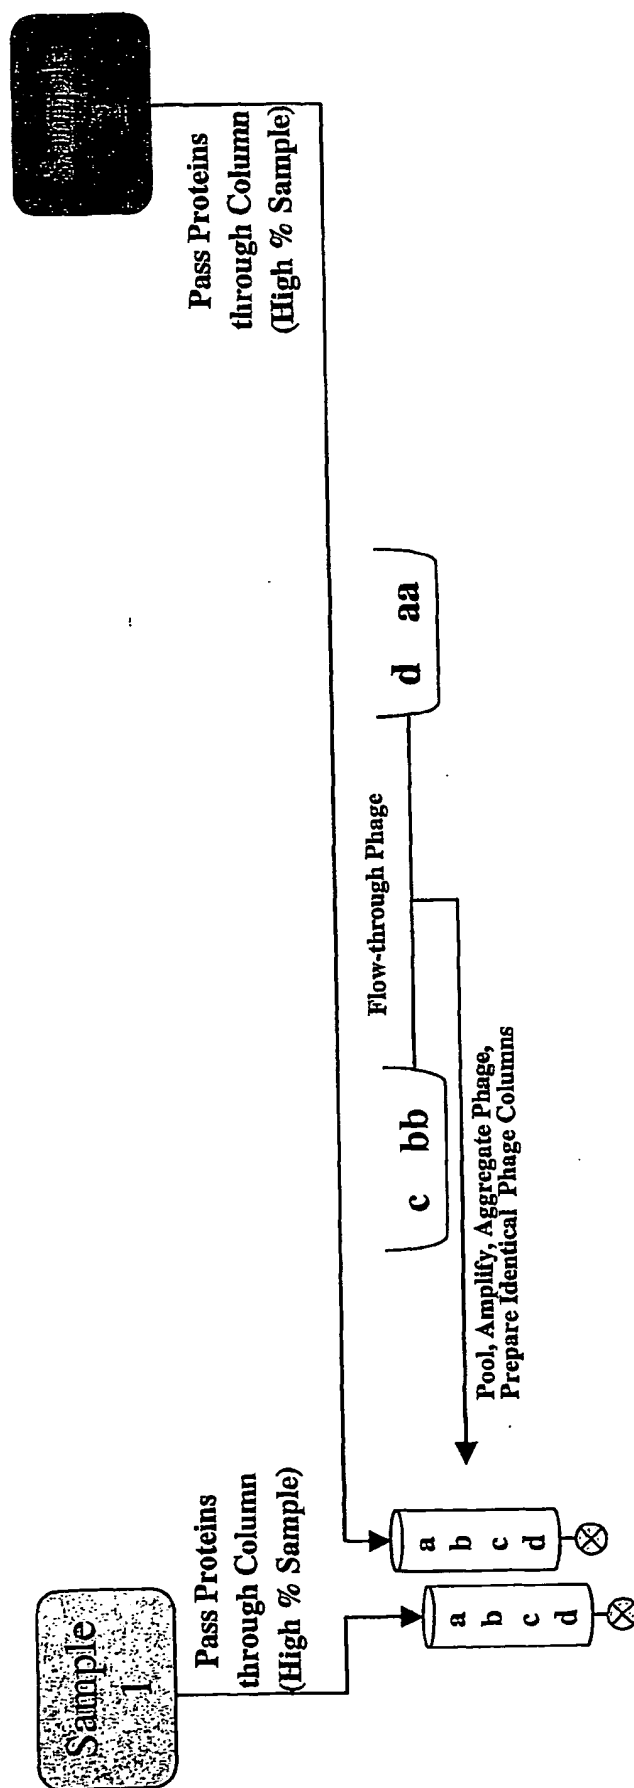 Sample
1
Pass Proteins
through Column
(High % Sample)
Sample
Pass Proteins
through Column
(High % Sample)
c bb
Flow-through Phage
d aa
Pool, Amplify, Aggregate Phage,
Prepare Identical Phage Columns
a
b
c
d
a
b
c
d